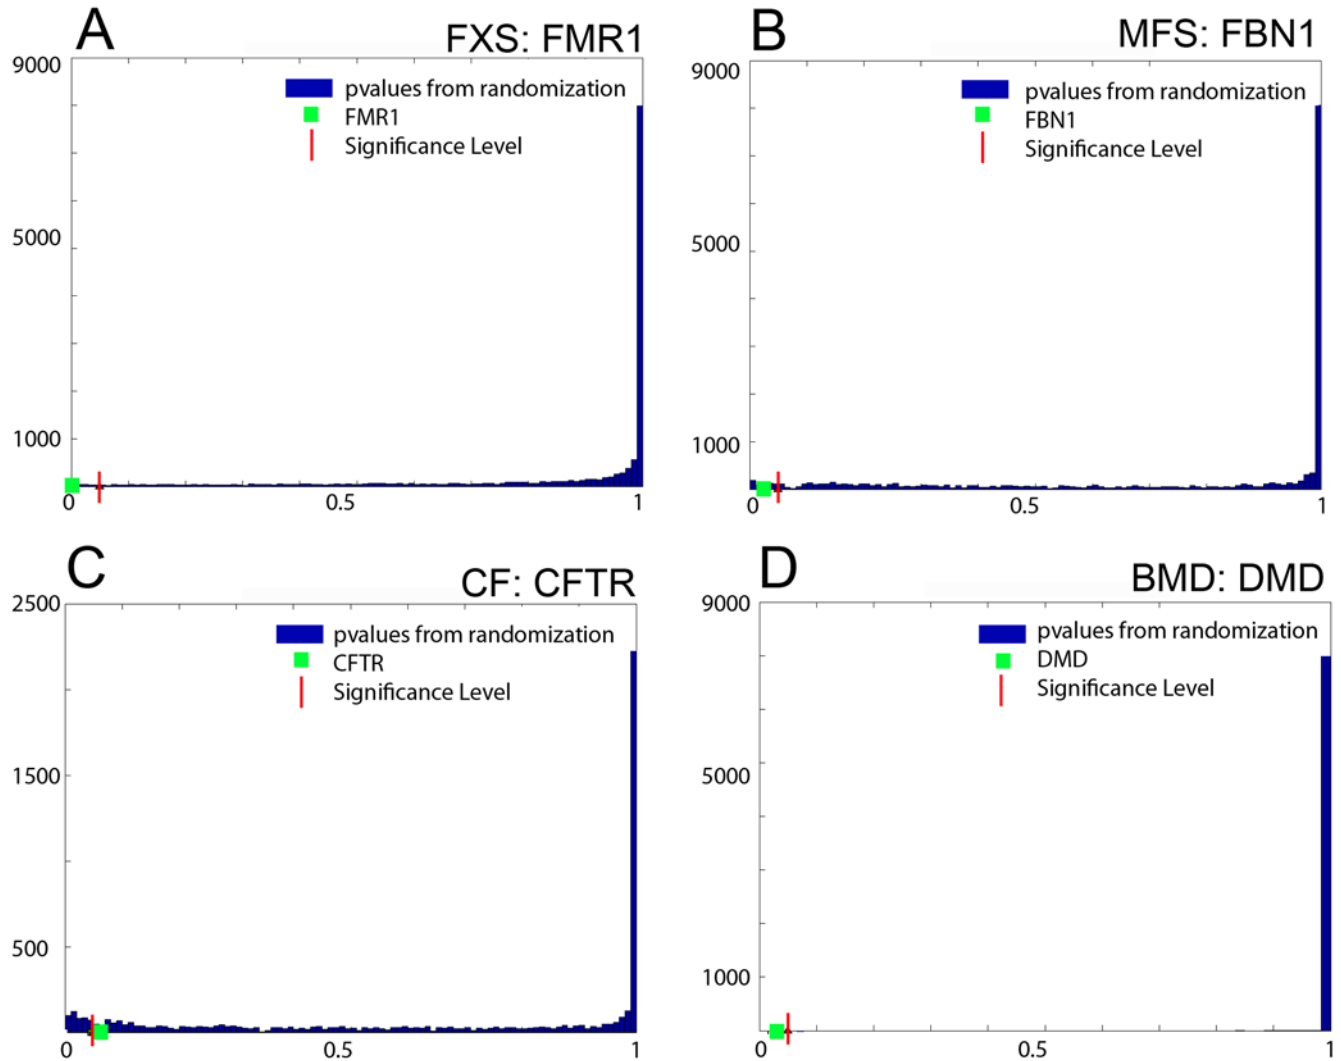 A
FXS: FMR1
9000
pvalues from randomization
FMR1
Significance Level
5000
1000
0
0.5
1
B
MFS: FBN1
9000
pvalues from randomization
FBN1
Significance Level
5000
1000
0
0.5
1
C
CF: CFTR
2500
pvalues from randomization
CFTR
Significance Level
1500
500
0
0.5
1
D
BMD: DMD
9000
pvalues from randomization
DMD
Significance Level
5000
1000
0
0.5
1